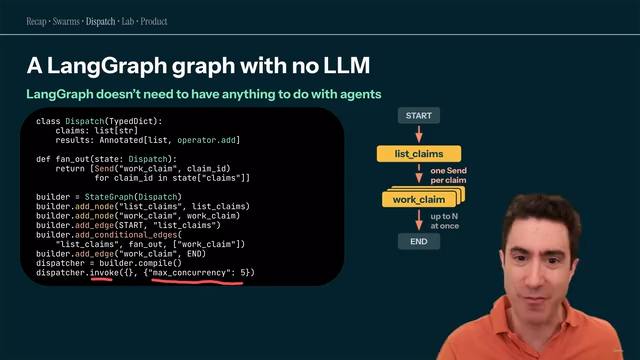 Recap • Swarms • Dispatch • Lab • Product
A LangGraph graph with no LLM
LangGraph doesn’t need to have anything to do with agents
class Dispatch(TypedDict):
    claims: list[str]
    results: Annotated[list, operator.add]
def fan_out(state: Dispatch):
    return [Send("work_claim", claim_id)
            for claim_id in state["claims"]]
builder = StateGraph(Dispatch)
builder.add_node("list_claims", list_claims)
builder.add_node("work_claim", work_claim)
builder.add_edge(START, "list_claims")
builder.add_conditional_edges(
    "list_claims", fan_out, ["work_claim"])
builder.add_edge("work_claim", END)
dispatcher = builder.compile()
dispatcher.invoke({}, {"max_concurrency": 5})
START
list_claims
one Send
per claim
work_claim
up to N
at once
END